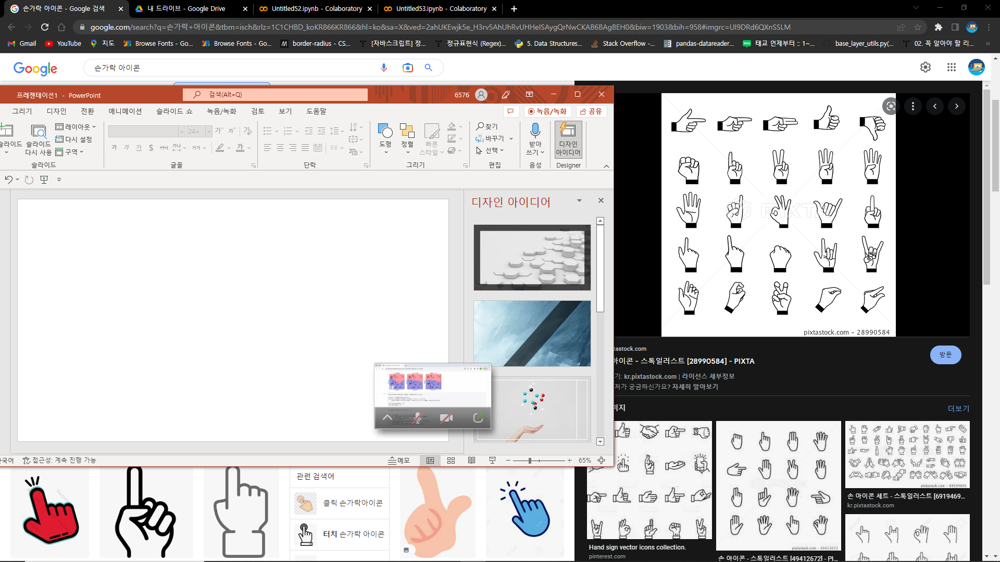 손가락 아이콘 - Google 검색
내 드라이브 - Google Drive
Untitled52.ipynb - Colaboratory
Untitled53.ipynb - Colaboratory
google.com/search?q=손가락+아이콘&tbm=isch&rlz=1C1CHBD_koKR866KR866&hl=ko&sa=X&ved=2ahUKEwjk5e_H3rv5AhUhRvUHHeISAygQrNwCKAB6BAgBEH0&biw=1903&bih=958#imgrc=UI9DRd6QXnSSLM
Gmail
YouTube
지도
Browse Fonts - Go...
Browse Fonts - Go...
border-radius - CS...
[자바스크립트] 정...
정규표현식 (Regex)...
5. Data Structures...
Stack Overflow -...
pandas-datareader...
태교 언제부터 :: 1~...
base_layer_utils.py(...
02. 꼭 알아야 할 리...
Google
손가락 아이콘
프레젠테이션1 - PowerPoint
검색(Alt+Q)
6576
그리기
디자인
전환
애니메이션
슬라이드 쇼
녹음/녹화
검토
보기
도움말
녹음/녹화
공유
슬라이드
슬라이드
다시 사용
레이아웃
다시 설정
구역
슬라이드
24+
가
가
가
S
가나
가가
가
글꼴
단락
도형
정렬
빠른
스타일
그리기
찾기
바꾸기
선택
편집
받아
쓰기
음성
디자인
아이디어
Designer
디자인 아이디어
국어
접근성: 계속 진행 가능
메모
65%
PIXTA
pixtastock.com - 28990584
tastock.com
아이콘 - 스톡일러스트 [28990584] - PIXTA
방문
기: kr.pixtastock.com | 라이선스 세부정보
처가 궁금하신가요? 자세히 알아보기
미지
더보기
관련 검색어
클릭 손가락아이콘
터치 손가락 아이콘
Hand sign vector icons collection.
pinterest.com
pixtastock.com - 49412672
손 아이콘 - 스톡일러스트 [49412672] - PI...
pixtastock.com - 69194691
손 아이콘 세트 - 스톡일러스트 [6919469...
kr.pixtastock.com